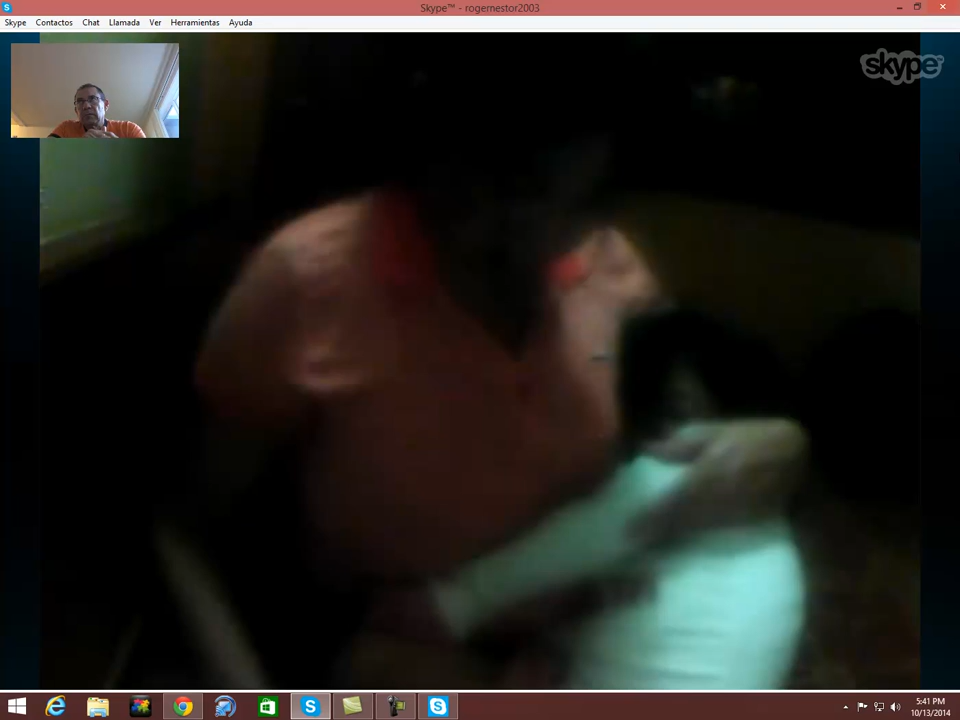 Skype™ - rogernestor2003
Skype Contactos Chat Llamada Ver Herramientas Ayuda
skype
5:41 PM
10/13/2014